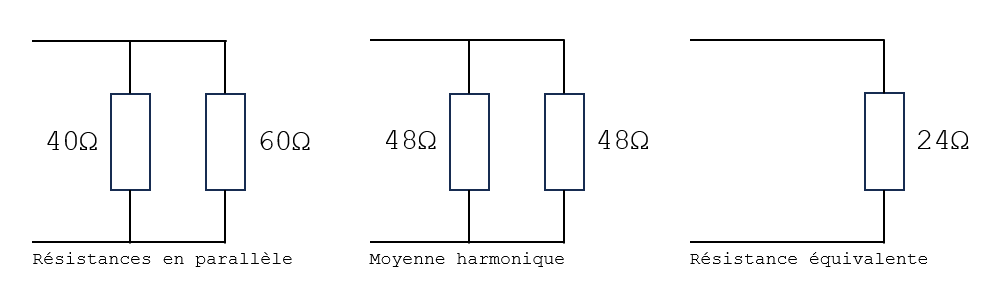 40Ω
60Ω
Résistances en parallèle
48Ω
48Ω
Moyenne harmonique
24Ω
Résistance équivalente